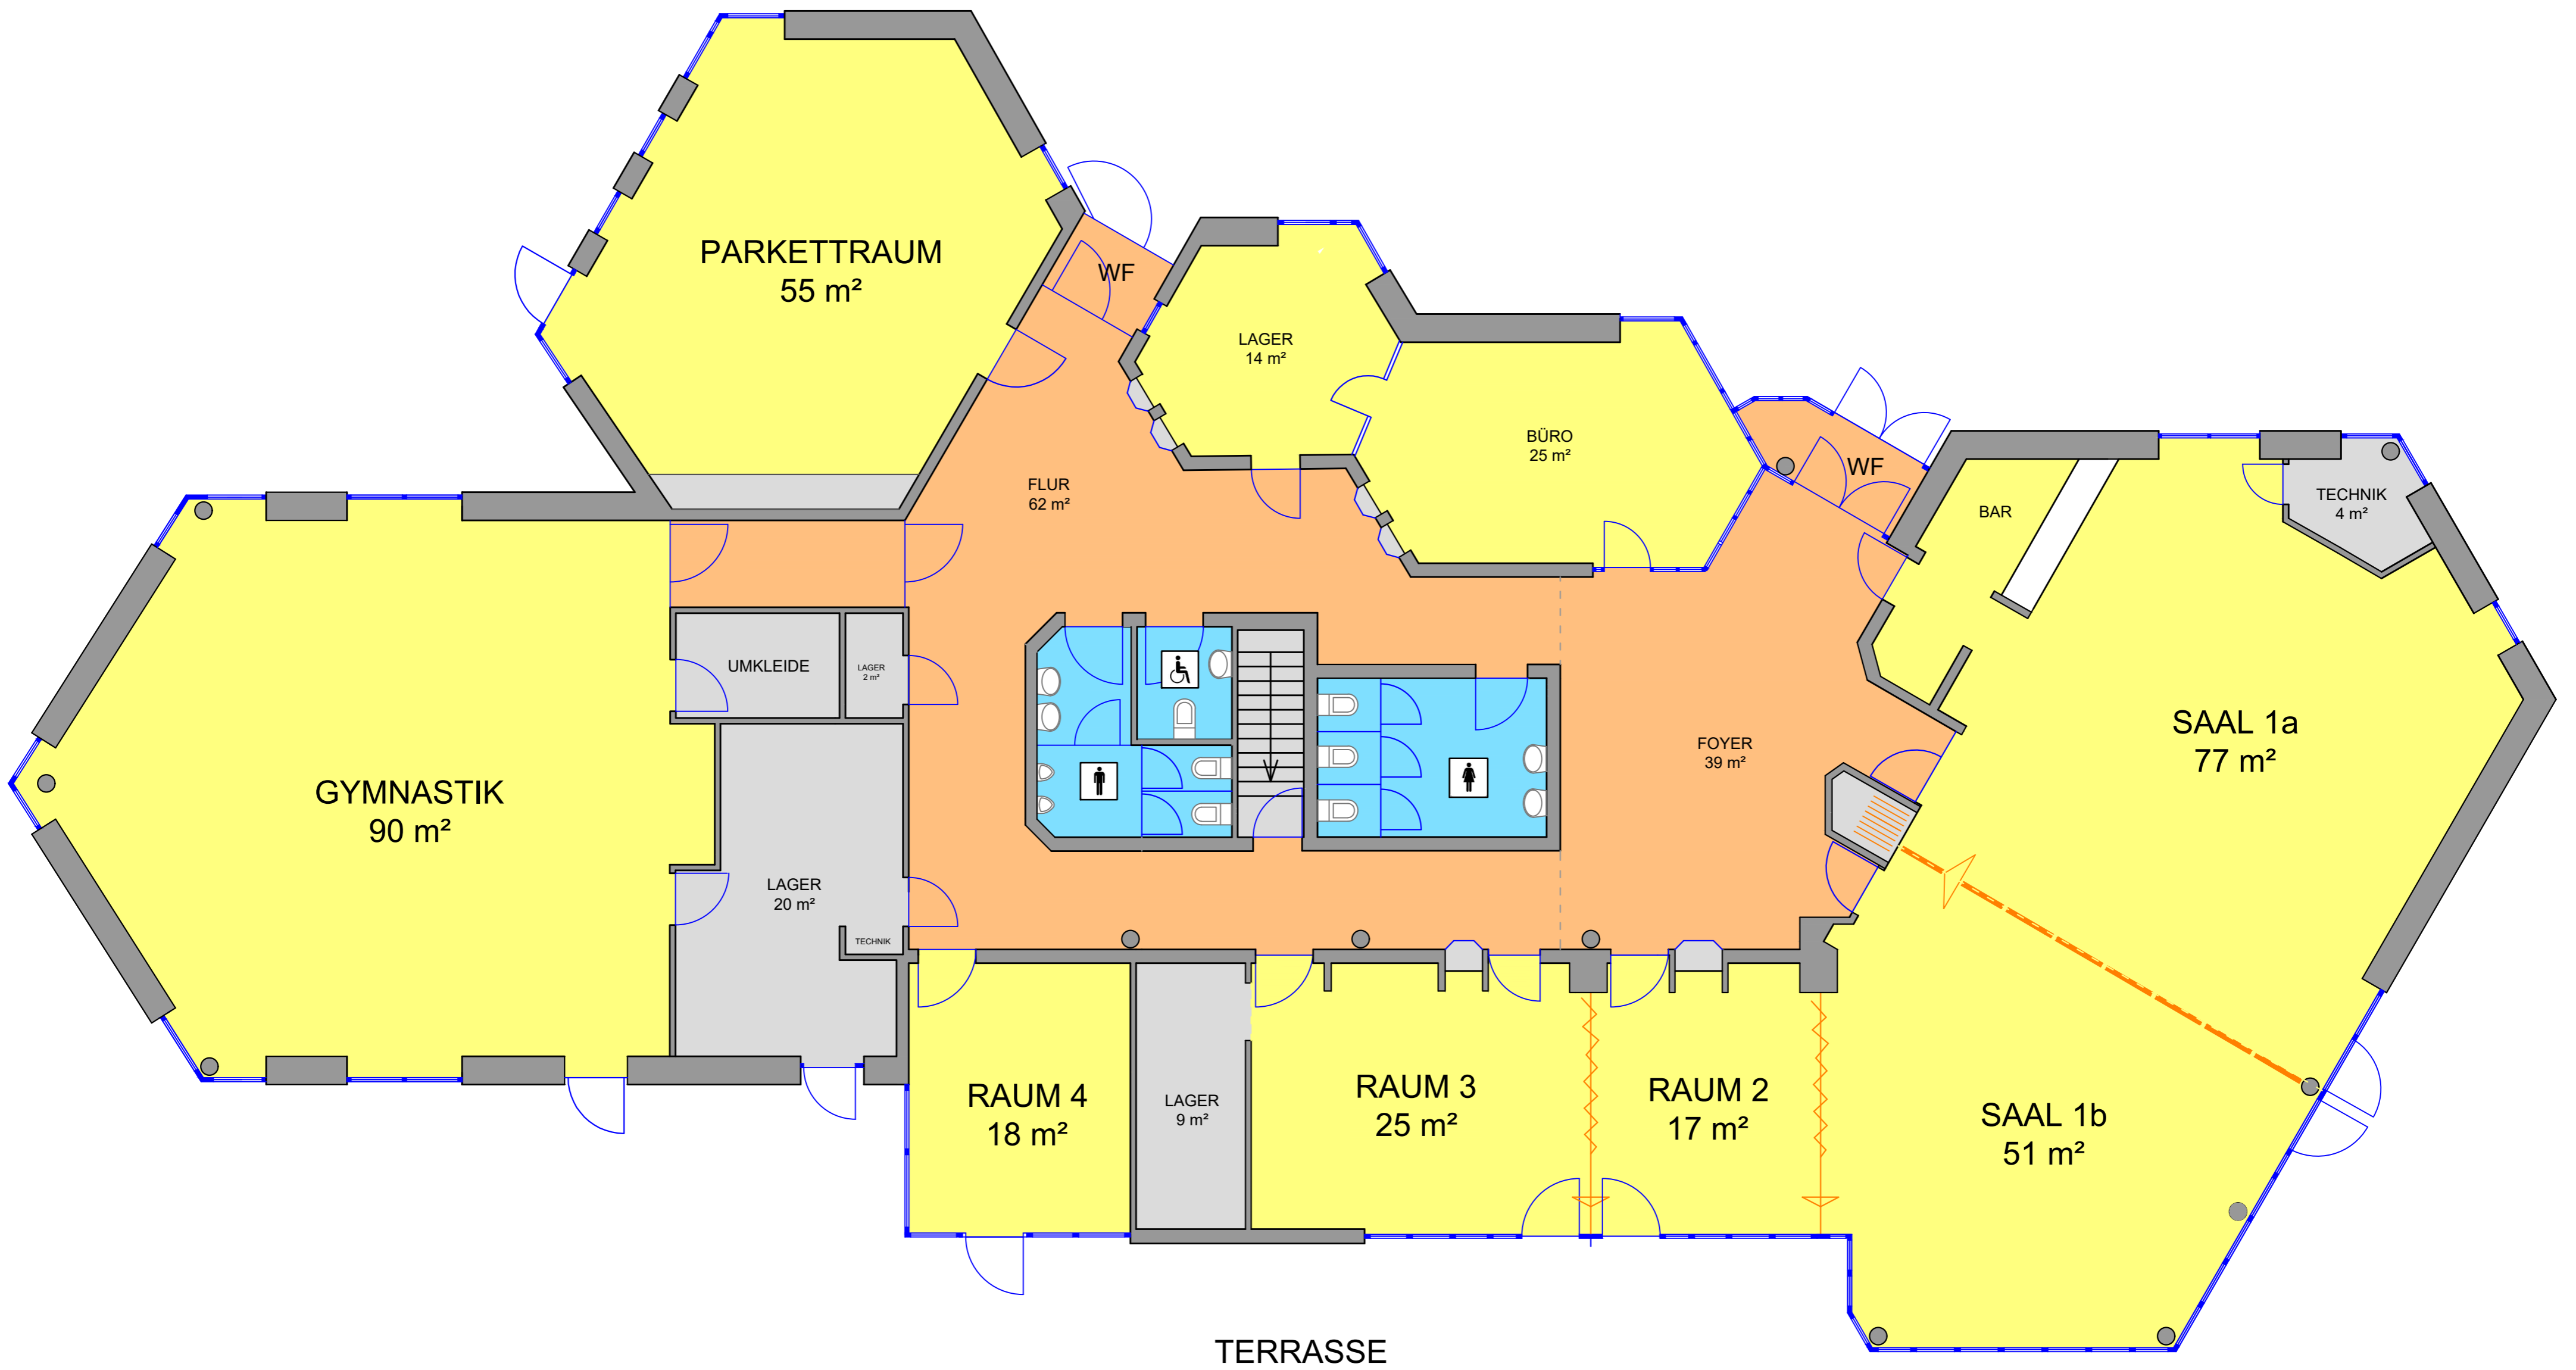 PARKETTRAUM
55 m²
WF
LAGER
14 m²
BÜRO
25 m²
WF
FLUR
62 m²
BAR
TECHNIK
4 m²
UMKLEIDE
LAGER
2 m²
GYMNASTIK
90 m²
FOYER
39 m²
SAAL 1a
77 m²
LAGER
20 m²
TECHNIK
RAUM 4
18 m²
LAGER
9 m²
RAUM 3
25 m²
RAUM 2
17 m²
SAAL 1b
51 m²
TERRASSE